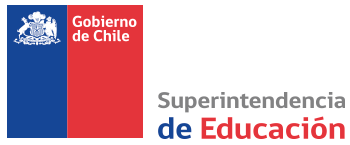 Gobierno
de Chile
Superintendencia
de Educación